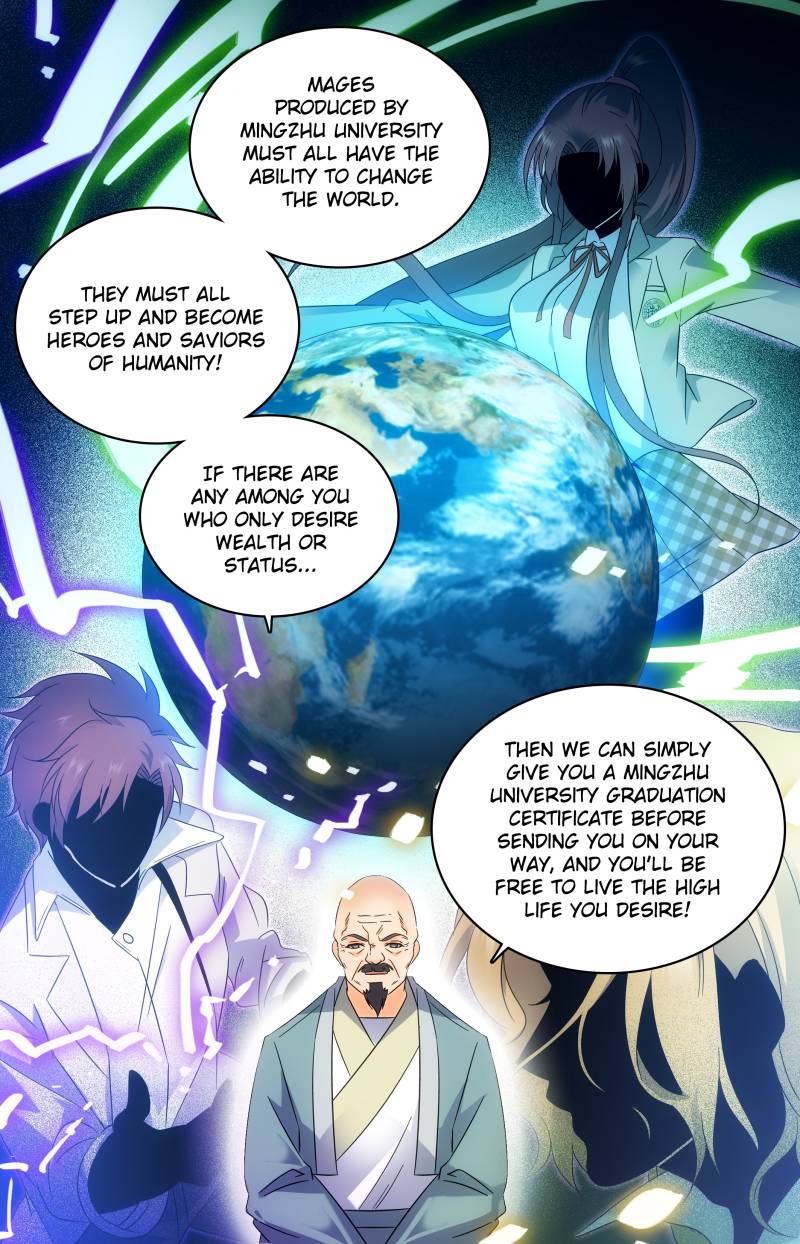 MAGES
PRODUCED BY
MINGZHU UNIVERSITY
MUST ALL HAVE THE
ABILITY TO CHANGE
THE WORLD.
THEY MUST ALL
STEP UP AND BECOME
HEROES AND SAVIORS
OF HUMANITY!
IF THERE ARE
ANY AMONG YOU
WHO ONLY DESIRE
WEALTH OR
STATUS...
THEN WE CAN SIMPLY
GIVE YOU A MINGZHU
UNIVERSITY GRADUATION
CERTIFICATE BEFORE
SENDING YOU ON YOUR
WAY, AND YOU'LL BE
FREE TO LIVE THE HIGH
LIFE YOU DESIRE!